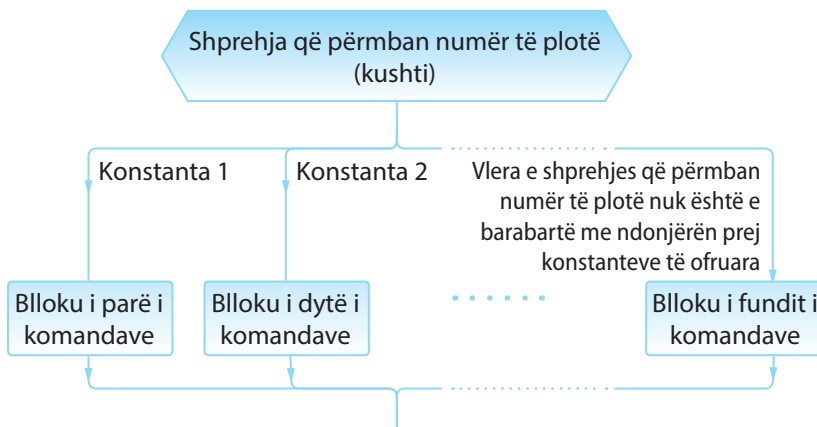 Shprehja që përmban numër të plotë
(kushti)
Konstanta 1
Konstanta 2
Vlera e shprehjes që përmban
numër të plotë nuk është e
barabartë me ndonjërën prej
konstanteve të ofruara
Blloku i parë i
komandave
Blloku i dytë i
komandave
Blloku i fundit i
komandave